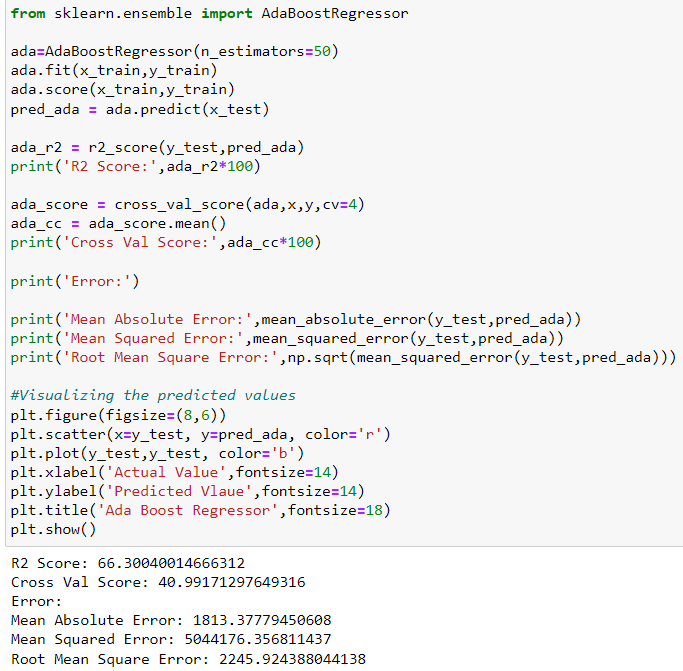 from sklearn.ensemble import AdaBoostRegressor
ada=AdaBoostRegressor(n_estimators=50)
ada.fit(x_train,y_train)
ada.score(x_train,y_train)
pred_ada = ada.predict(x_test)
ada_r2 = r2_score(y_test,pred_ada)
print('R2 Score:',ada_r2*100)
ada_score = cross_val_score(ada,x,y,cv=4)
ada_cc = ada_score.mean()
print('Cross Val Score:',ada_cc*100)
print('Error:')
print('Mean Absolute Error:',mean_absolute_error(y_test,pred_ada))
print('Mean Squared Error:',mean_squared_error(y_test,pred_ada))
print('Root Mean Square Error:',np.sqrt(mean_squared_error(y_test,pred_ada)))
#Visualizing the predicted values
plt.figure(figsize=(8,6))
plt.scatter(x=y_test, y=pred_ada, color='r')
plt.plot(y_test,y_test, color='b')
plt.xlabel('Actual Value',fontsize=14)
plt.ylabel('Predicted Vlaue',fontsize=14)
plt.title('Ada Boost Regressor',fontsize=18)
plt.show()
R2 Score: 66.30040014666312
Cross Val Score: 40.99171297649316
Error:
Mean Absolute Error: 1813.37779450608
Mean Squared Error: 5044176.356811437
Root Mean Square Error: 2245.924388044138